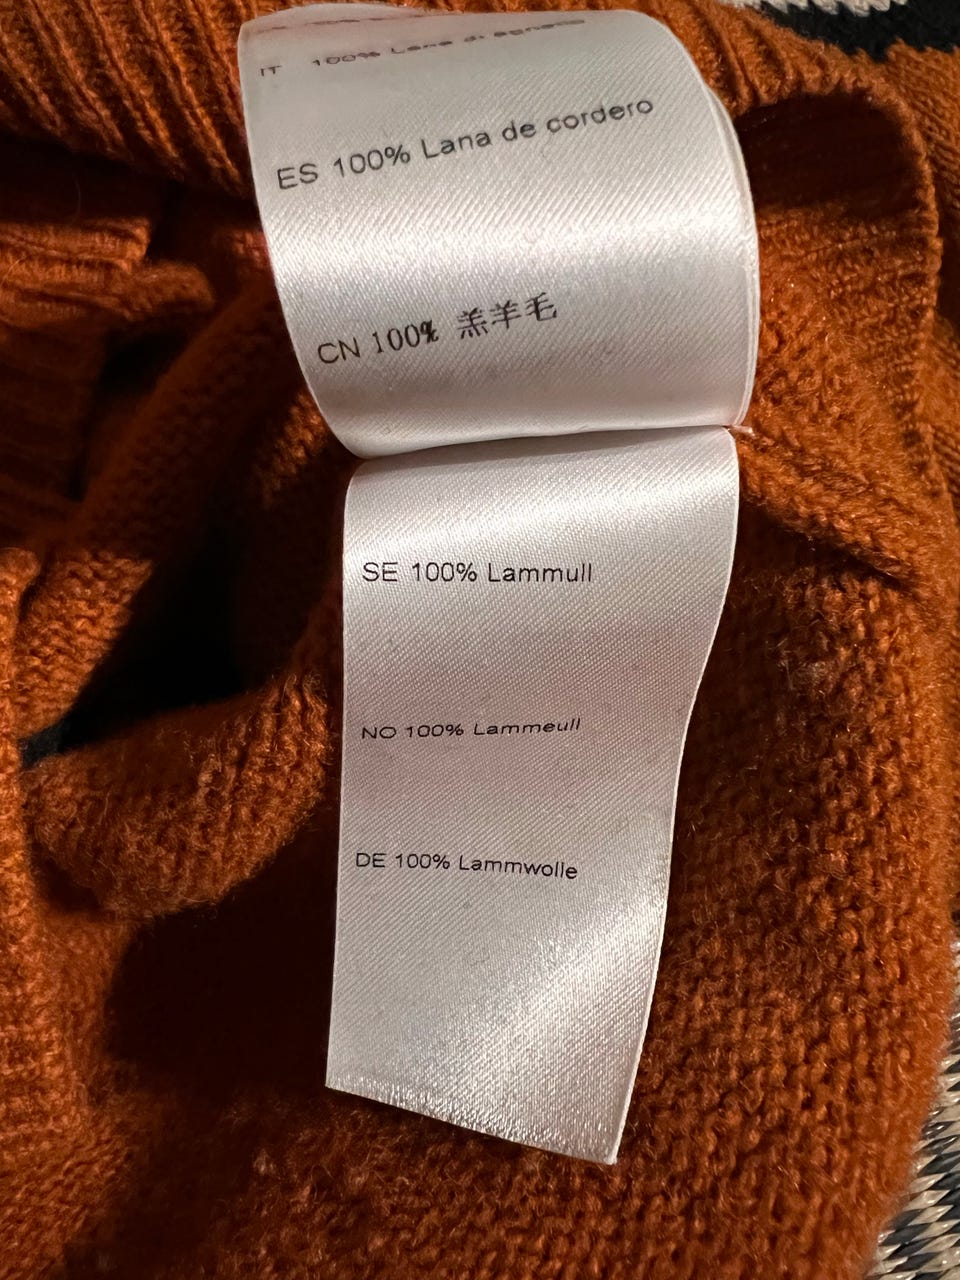 IT 100% Lana di agnello
ES 100% Lana de cordero
CN 100% 羔羊毛
SE 100% Lammull
NO 100% Lammeull
DE 100% Lammwolle